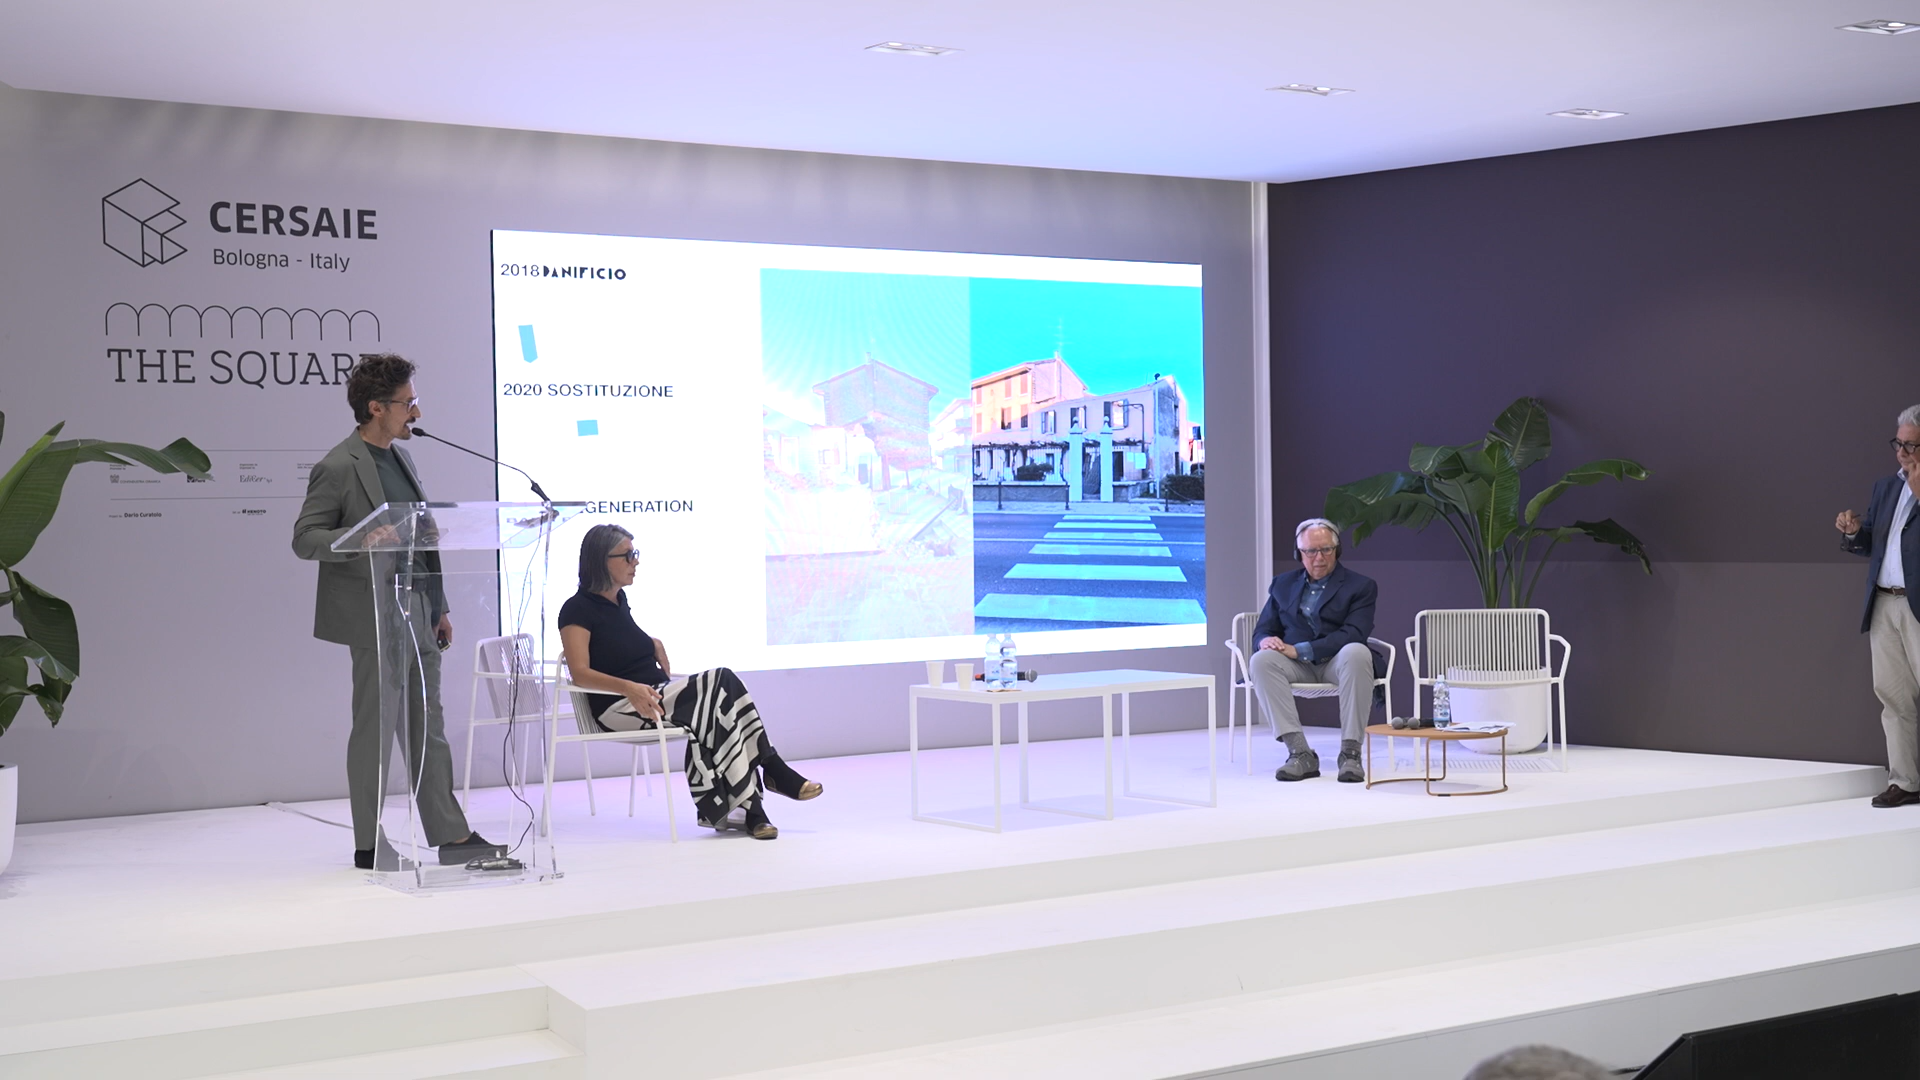 CERSAIE
Bologna - Italy
THE SQUAR
Dario Curatolo
2018 PANIFICIO
2020 SOSTITUZIONE
GENERATION